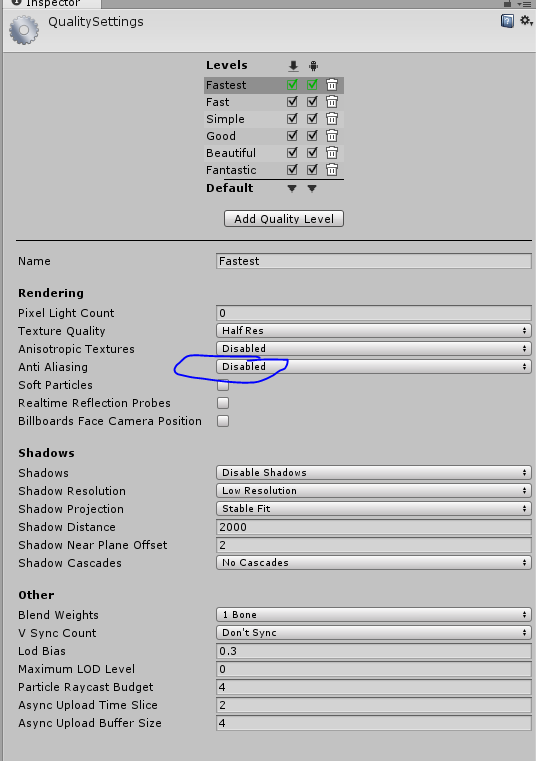 Inspector
QualitySettings
Levels
Fastest
Fast
Simple
Good
Beautiful
Fantastic
Default
Add Quality Level
Name Fastest
Rendering
Pixel Light Count 0
Texture Quality Half Res
Anisotropic Textures Disabled
Anti Aliasing Disabled
Soft Particles
Realtime Reflection Probes
Billboards Face Camera Position
Shadows
Shadows Disable Shadows
Shadow Resolution Low Resolution
Shadow Projection Stable Fit
Shadow Distance 2000
Shadow Near Plane Offset 2
Shadow Cascades No Cascades
Other
Blend Weights 1 Bone
V Sync Count Don't Sync
Lod Bias 0.3
Maximum LOD Level 0
Particle Raycast Budget 4
Async Upload Time Slice 2
Async Upload Buffer Size 4